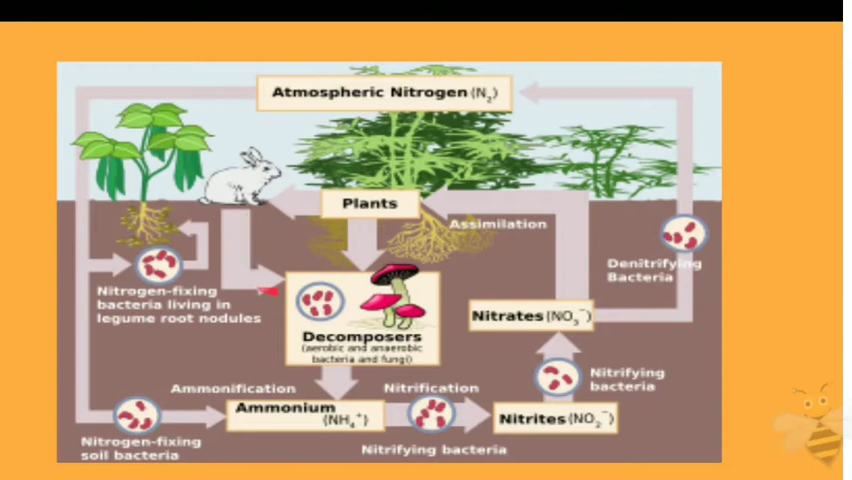 Atmospheric Nitrogen (N₂)
Plants
Assimilation
Denitrifying
Bacteria
Nitrogen-fixing
bacteria living in
legume root nodules
Decomposers
(aerobic and anaerobic
bacteria and fungi)
Nitrates (NO₃⁻)
Nitrifying
bacteria
Ammonification
Nitrification
Ammonium
(NH₄⁺)
Nitrites (NO₂⁻)
Nitrogen-fixing
soil bacteria
Nitrifying bacteria